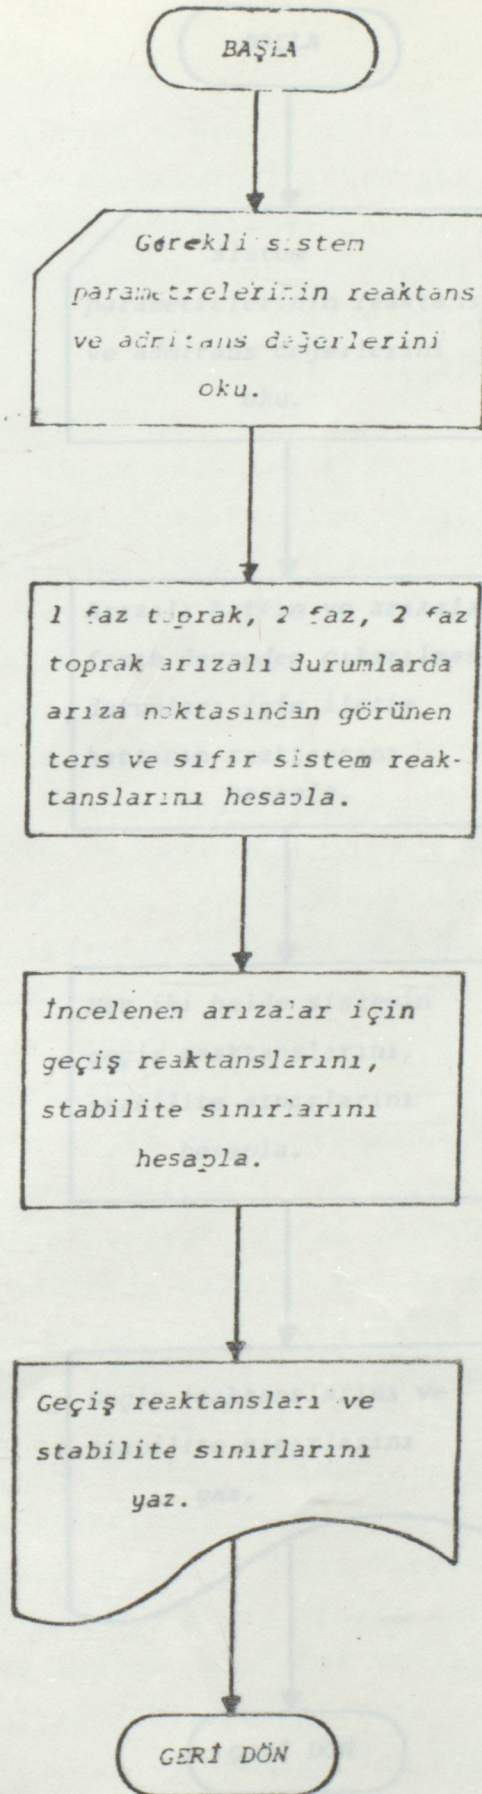 BAŞLA
Gerekli sistem
parametrelerinin reaktans
ve admitans değerlerini
oku.
1 faz toprak, 2 faz, 2 faz
toprak arızalı durumlarda
arıza noktasından görünen
ters ve sıfır sistem reak-
tanslarını hesapla.
İncelenen arızalar için
geçiş reaktanslarını,
stabilite sınırlarını
hesapla.
Geçiş reaktansları ve
stabilite sınırlarını
yaz.
GERİ DÖN